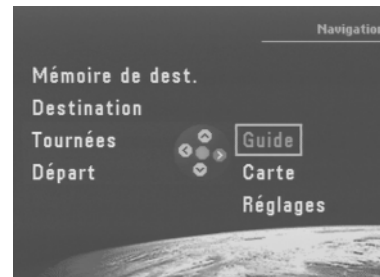 Navigation
Mémoire de dest.
Destination
Tournées
Départ
Guide
Carte
Réglages